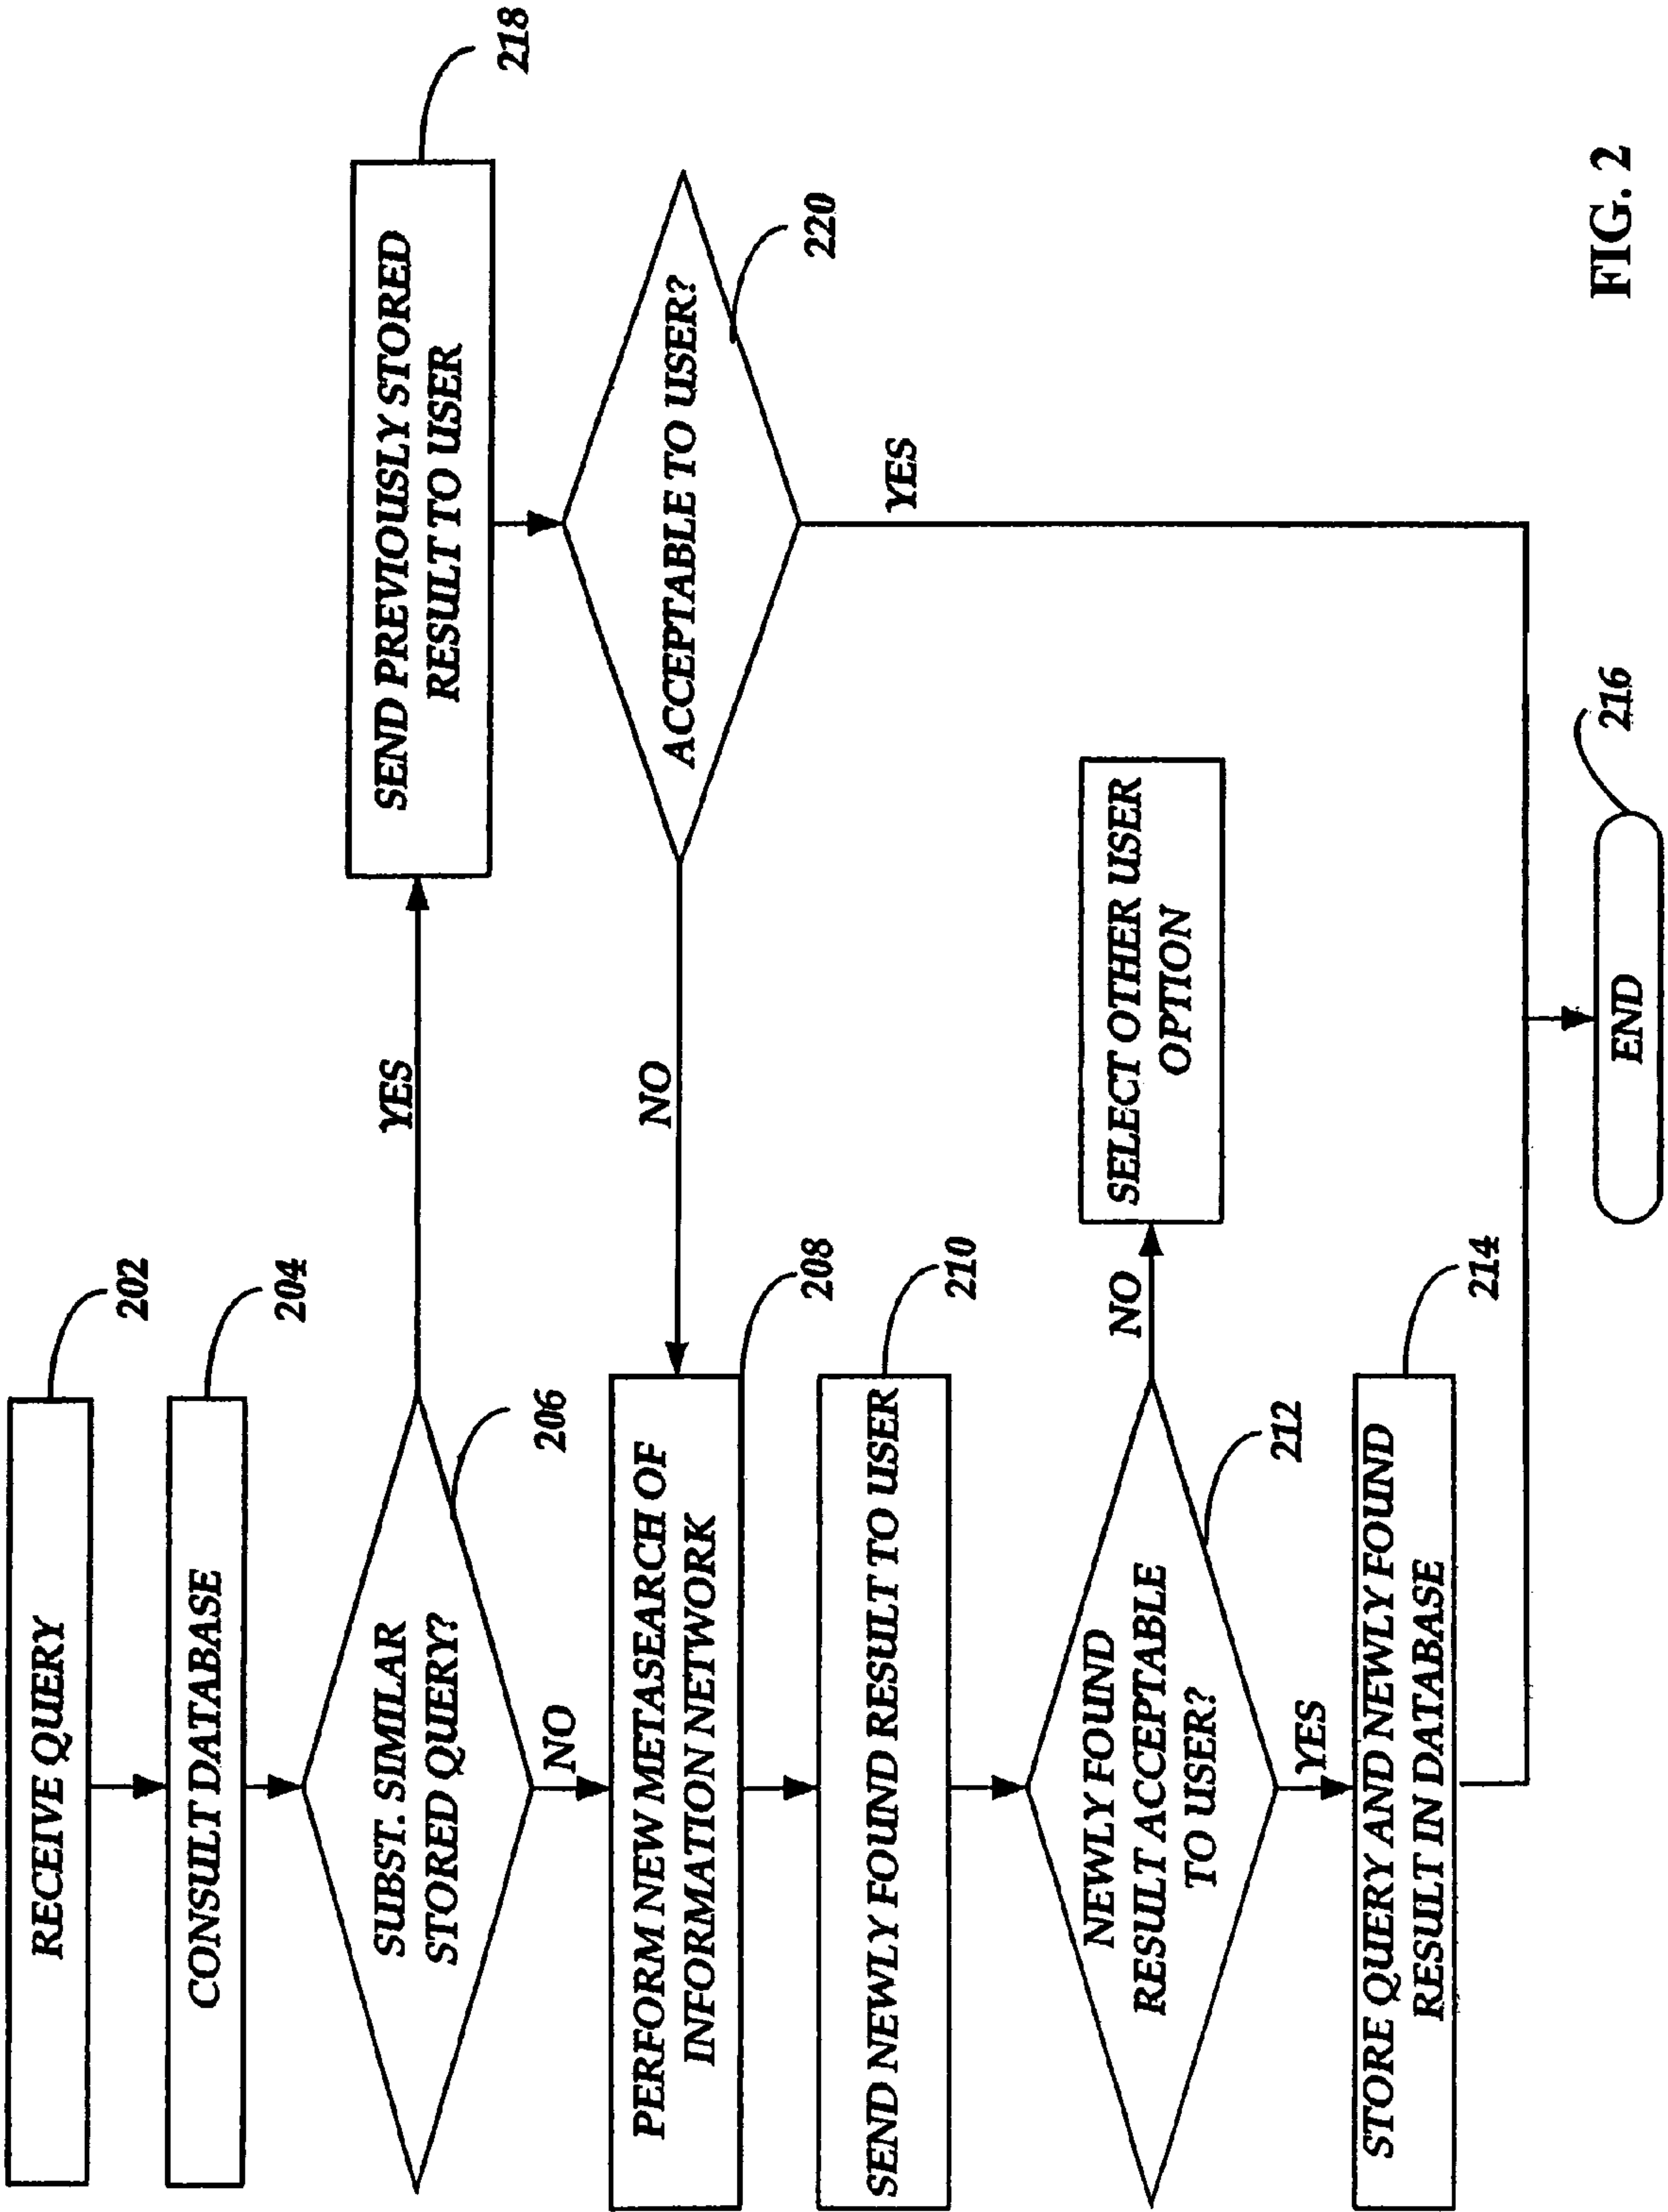 RECEIVE QUERY
202
CONSULT DATABASE
204
SUBST. SIMILAR
STORED QUERY?
206
YES
NO
SEND PREVIOUSLY STORED
RESULT TO USER
218
ACCEPTABLE TO USER?
220
NO
YES
PERFORM NEW METASEARCH OF
INFORMATION NETWORK
208
SEND NEWLY FOUND RESULT TO USER
210
NEWLY FOUND
RESULT ACCEPTABLE
TO USER?
212
NO
SELECT OTHER USER
OPTION
YES
STORE QUERY AND NEWLY FOUND
RESULT IN DATABASE
214
END
216
FIG. 2